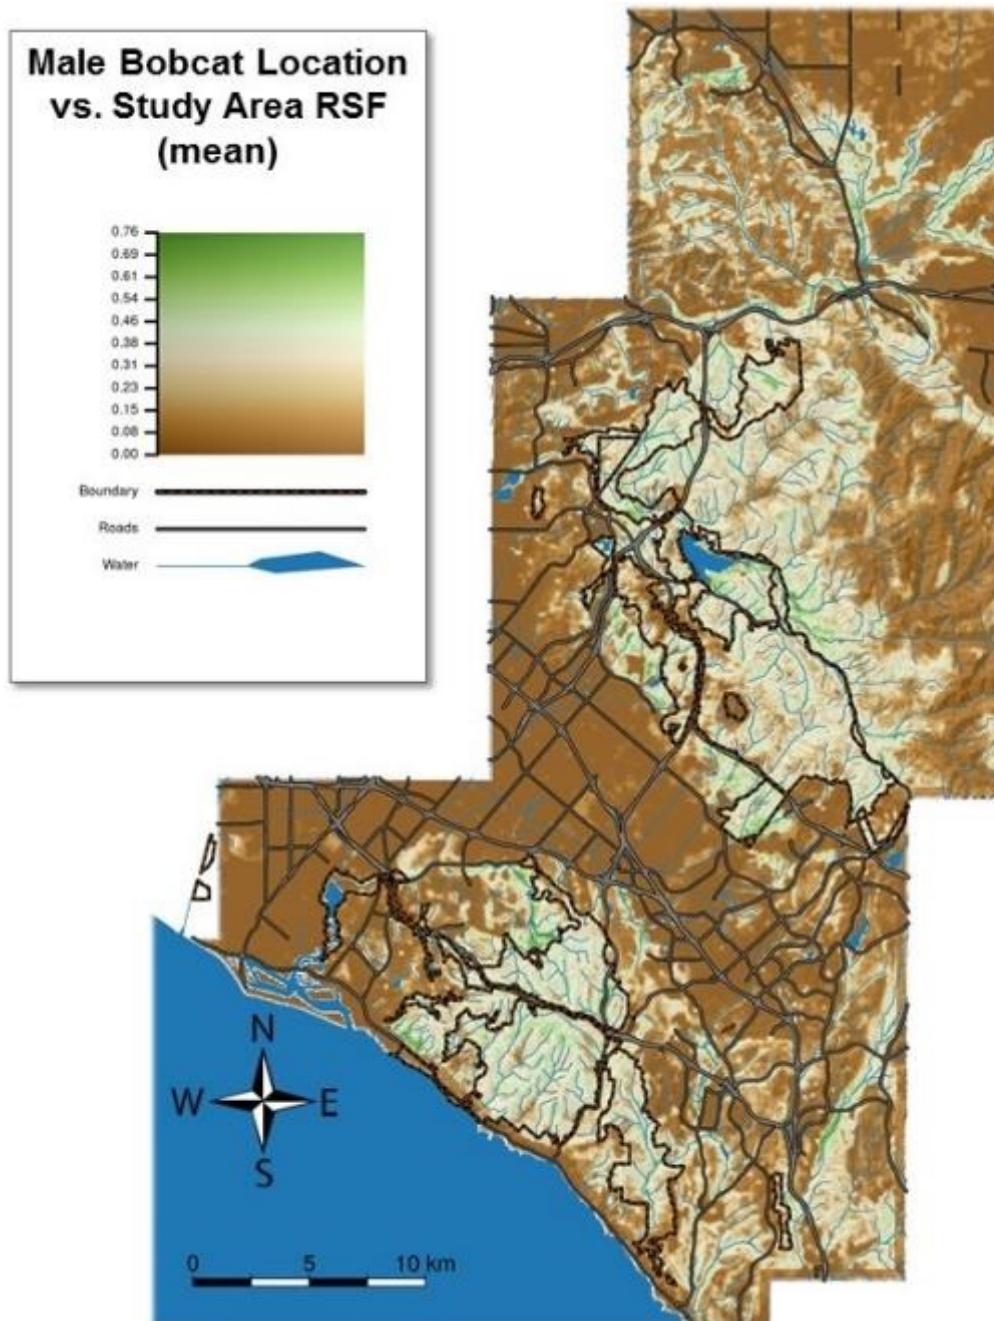 Male Bobcat Location
vs. Study Area RSF
(mean)
0.76
0.69
0.61
0.54
0.46
0.38
0.31
0.23
0.15
0.08
0.00
Boundary
Roads
Water
N
W E
S
0 5 10 km